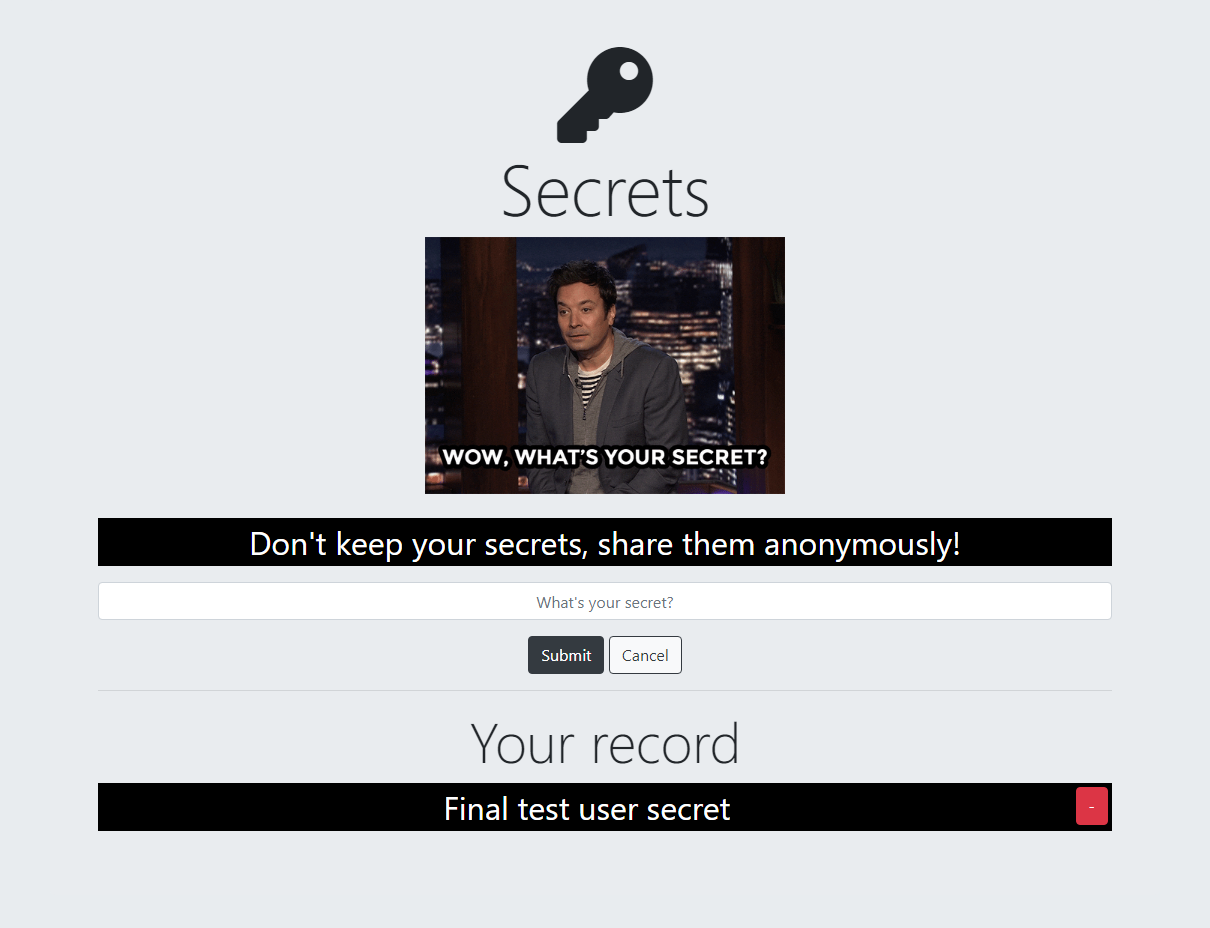 Secrets
WOW, WHAT'S YOUR SECRET?
Don't keep your secrets, share them anonymously!
What's your secret?
Submit Cancel
Your record
Final test user secret -